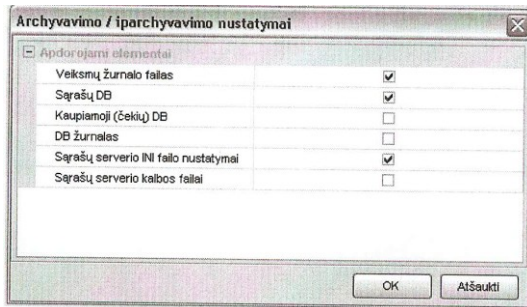 Archyvavimo / iparchyvavimo nustatymai
Apdorojami elementai
Veiksmų žurnalo failas
Sąrašų DB
Kaupiamoji (čekių) DB
DB žurnalas
Sąrašų serverio INI failo nustatymai
Sąrašų serverio kalbos failai
OK Atšaukti